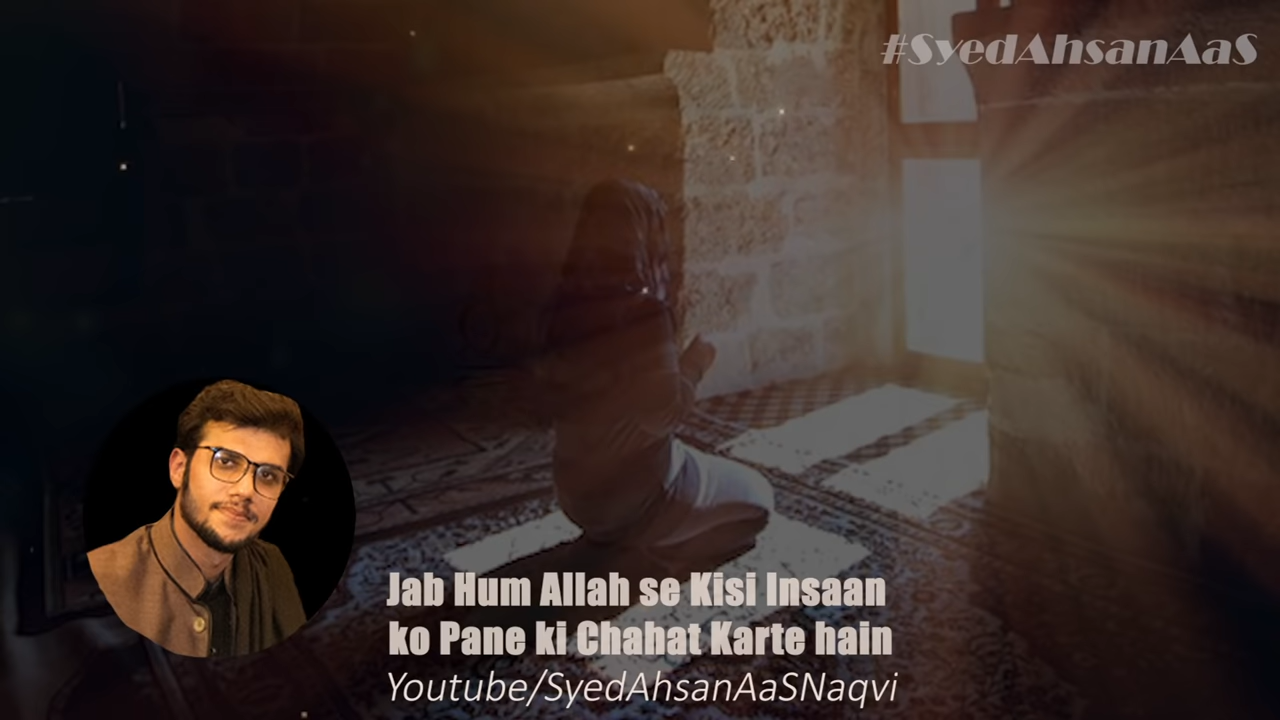 #SyedAhsanAaS
Jab Hum Allah se Kisi Insaan
ko Pane ki Chahat Karte hain
Youtube/SyedAhsanAaSNaqvi